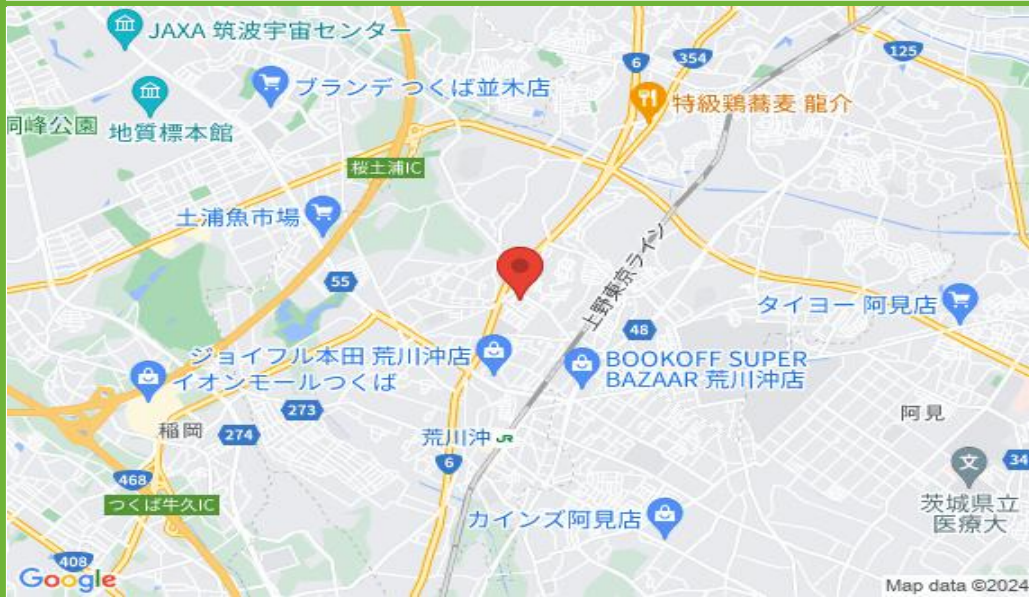 JAXA 筑波宇宙センター
6
354
125
ブランデ つくば並木店
特級鶏蕎麦 龍介
洞峰公園
地質標本館
桜土浦IC
土浦魚市場
上野東京ライン
55
タイヨー 阿見店
48
ジョイフル本田 荒川沖店
BOOKOFF SUPER
BAZAAR 荒川沖店
イオンモールつくば
273
阿見
稲岡
274
荒川沖 JR
6
34
468
茨城県立
医療大
つくば牛久IC
カインズ阿見店
408
Google
Map data ©2024